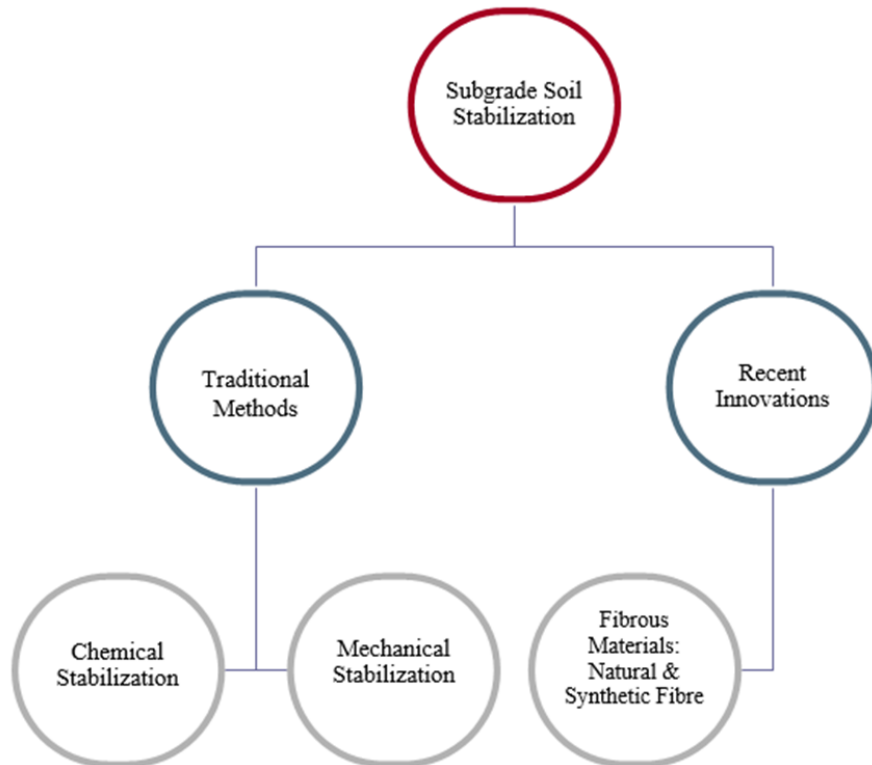 Subgrade Soil
Stabilization
Traditional
Methods
Recent
Innovations
Chemical
Stabilization
Mechanical
Stabilization
Fibrous
Materials:
Natural &
Synthetic Fibre